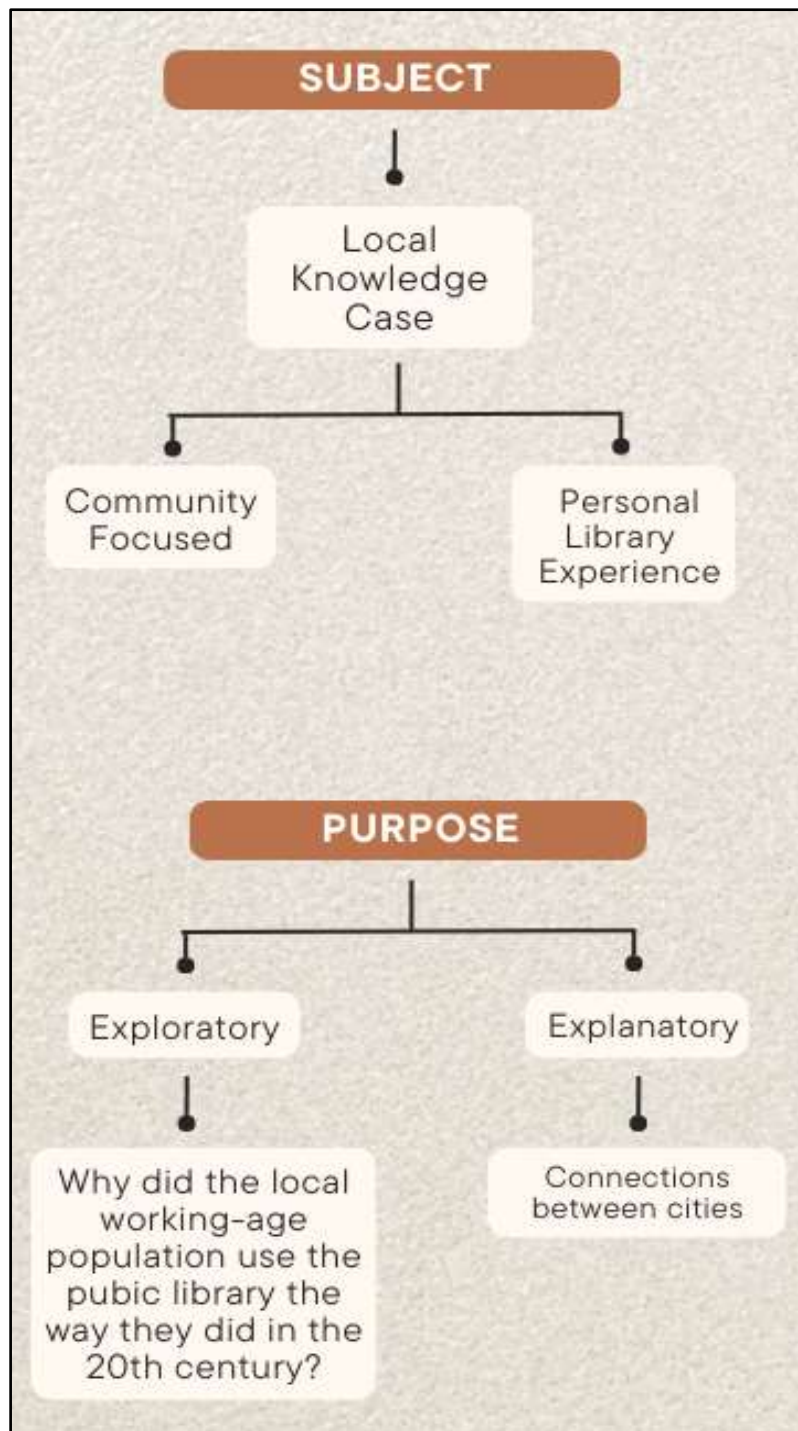 SUBJECT
Local
Knowledge
Case
Community
Focused
Personal
Library
Experience
PURPOSE
Exploratory
Explanatory
Why did the local
working-age
population use the
pubic library the
way they did in the
20th century?
Connections
between cities